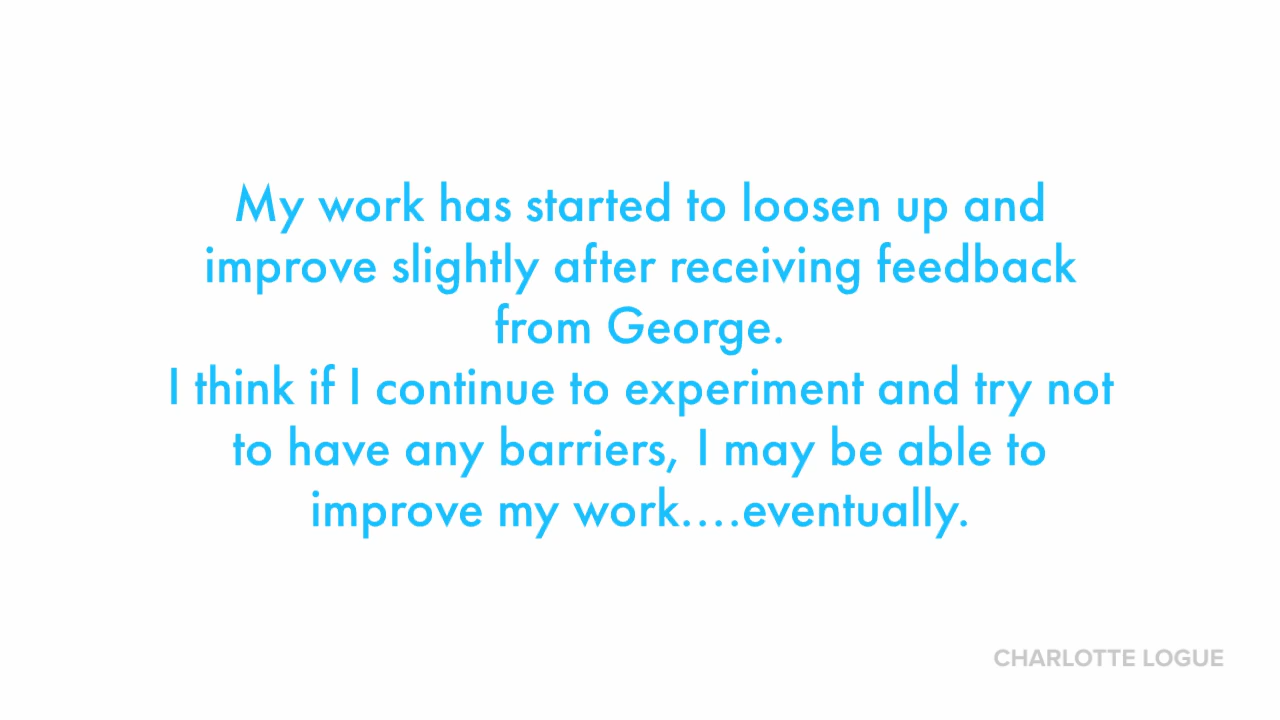 My work has started to loosen up and
improve slightly after receiving feedback
from George.
I think if I continue to experiment and try not
to have any barriers, I may be able to
improve my work....eventually.
CHARLOTTE LOGUE